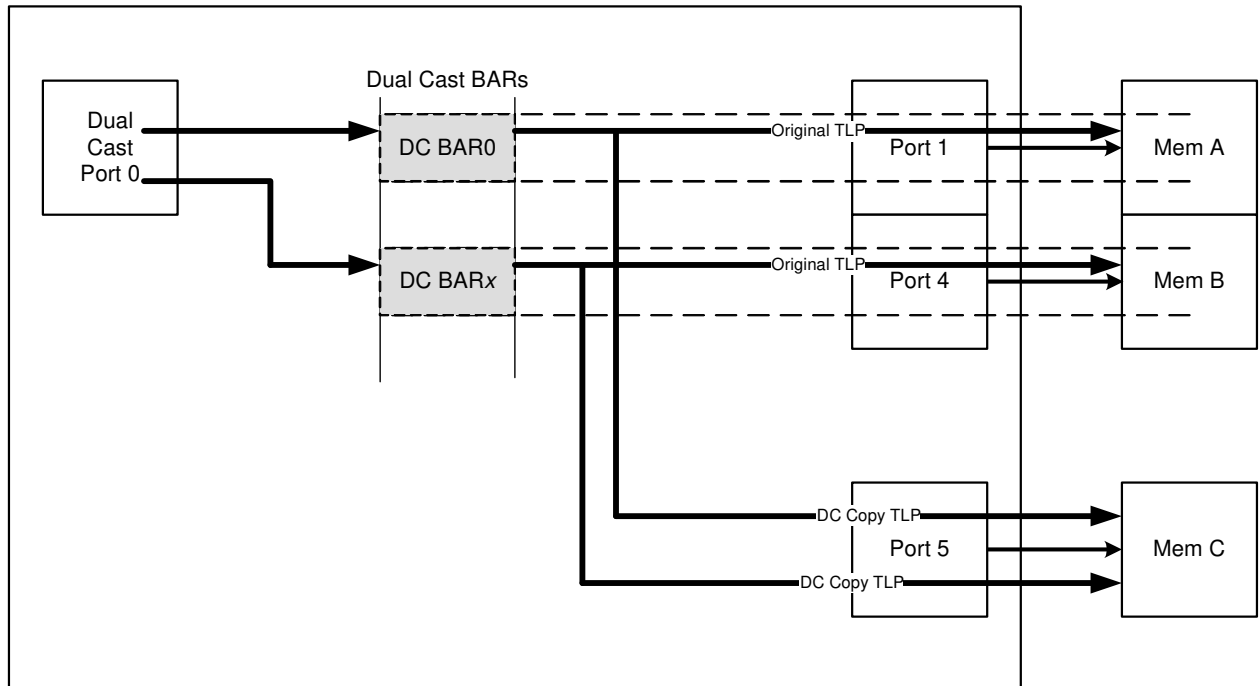 Dual Cast BARs
Dual
Cast
Port 0
DC BAR0
Original TLP
Port 1
Mem A
DC BARx
Original TLP
Port 4
Mem B
DC Copy TLP
Port 5
Mem C
DC Copy TLP